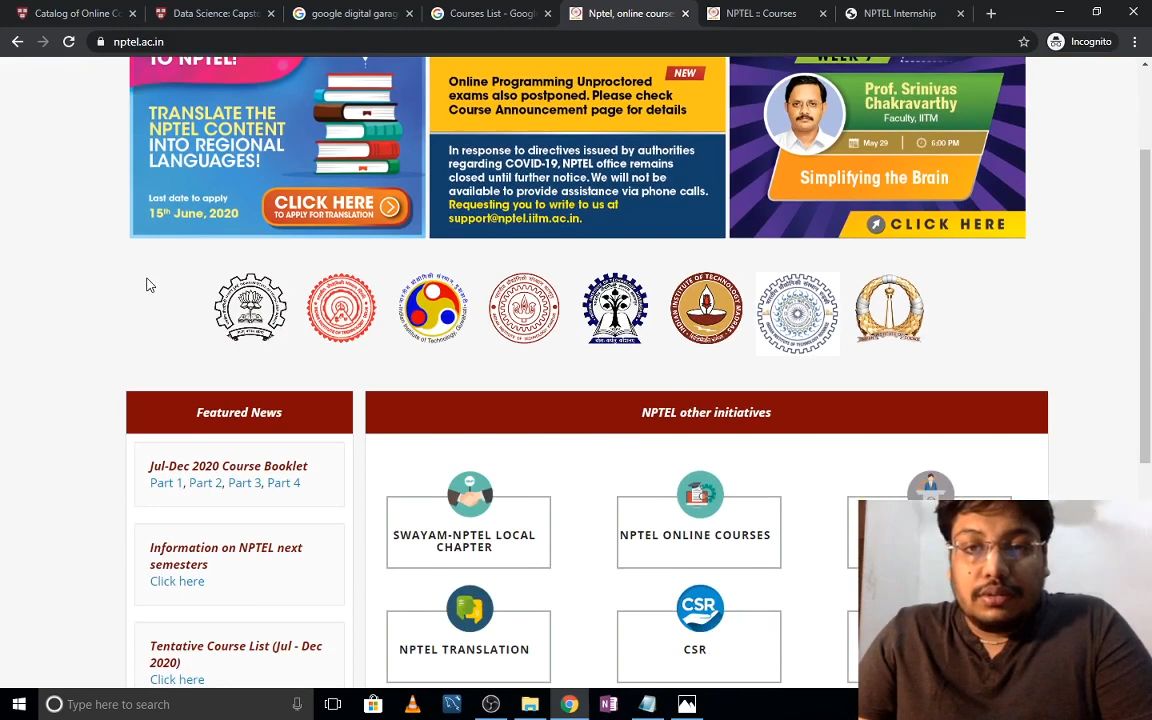 Catalog of Online Co
Data Science: Capsto
google digital garag
Courses List - Googl
Nptel, online course
NPTEL :: Courses
NPTEL Internship
nptel.ac.in
Incognito
TO NPTEL!
TRANSLATE THE
NPTEL CONTENT
INTO REGIONAL
LANGUAGES!
Last date to apply
15th June, 2020
CLICK HERE
TO APPLY FOR TRANSLATION
NEW
Online Programming Unproctored
exams also postponed. Please check
Course Announcement page for details
In response to directives issued by authorities
regarding COVID-19, NPTEL office remains
closed until further notice. We will not be
available to provide assistance via phone calls.
Requesting you to write to us at
support@nptel.iitm.ac.in.
WEEK 7
Prof. Srinivas
Chakravarthy
Faculty, IITM
May 29
6:00 PM
Simplifying the Brain
CLICK HERE
Featured News
Jul-Dec 2020 Course Booklet
Part 1, Part 2, Part 3, Part 4
Information on NPTEL next
semesters
Click here
Tentative Course List (Jul - Dec
2020)
Click here
NPTEL other initiatives
SWAYAM-NPTEL LOCAL
CHAPTER
NPTEL ONLINE COURSES
NPTEL TRANSLATION
CSR
CSR
Type here to search